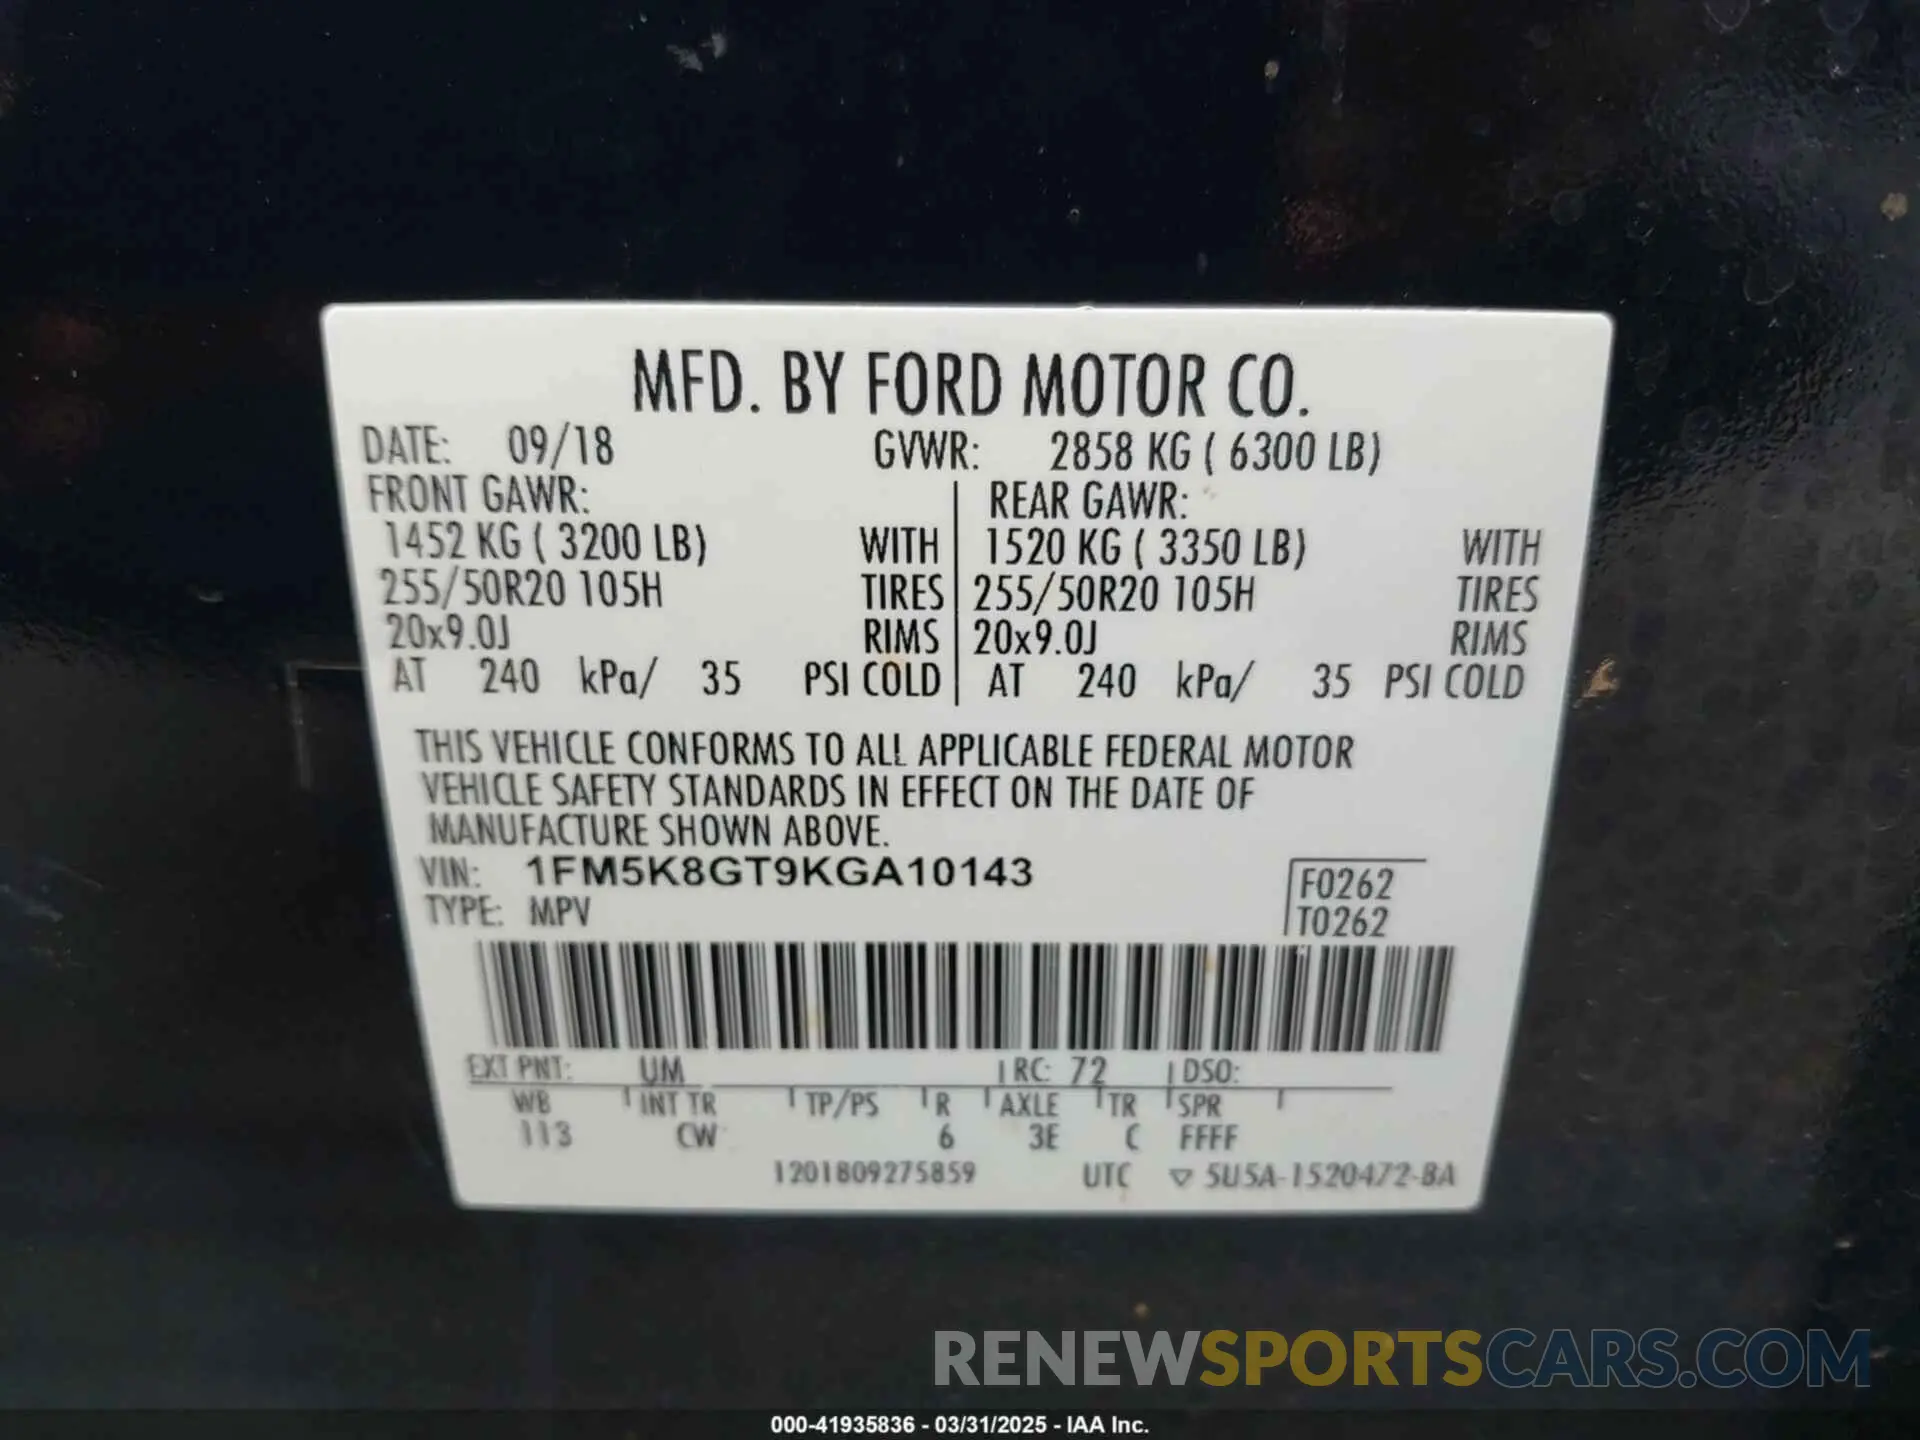 MFD. BY FORD MOTOR CO.
DATE: 09/18 GVWR: 2858 KG ( 6300 LB)
FRONT GAWR: REAR GAWR:
1452 KG ( 3200 LB) WITH 1520 KG ( 3350 LB) WITH
255/50R20 105H TIRES 255/50R20 105H TIRES
20x9.0J RIMS 20x9.0J RIMS
AT 240 kPa/ 35 PSI COLD AT 240 kPa/ 35 PSI COLD
THIS VEHICLE CONFORMS TO ALL APPLICABLE FEDERAL MOTOR
VEHICLE SAFETY STANDARDS IN EFFECT ON THE DATE OF
MANUFACTURE SHOWN ABOVE.
VIN: 1FM5K8GT9KGA10143 F0262
TYPE: MPV T0262
EXT PNT: UM RC: 72 DSO:
WB INT TR TP/PS R AXLE TR SPR
113 CW 6 3E C FFFF
1201809275859 UTC ▽ 5U5A-1520472-BA
RENEWSPORTSCARS.COM
000-41935836 - 03/31/2025 - IAA Inc.